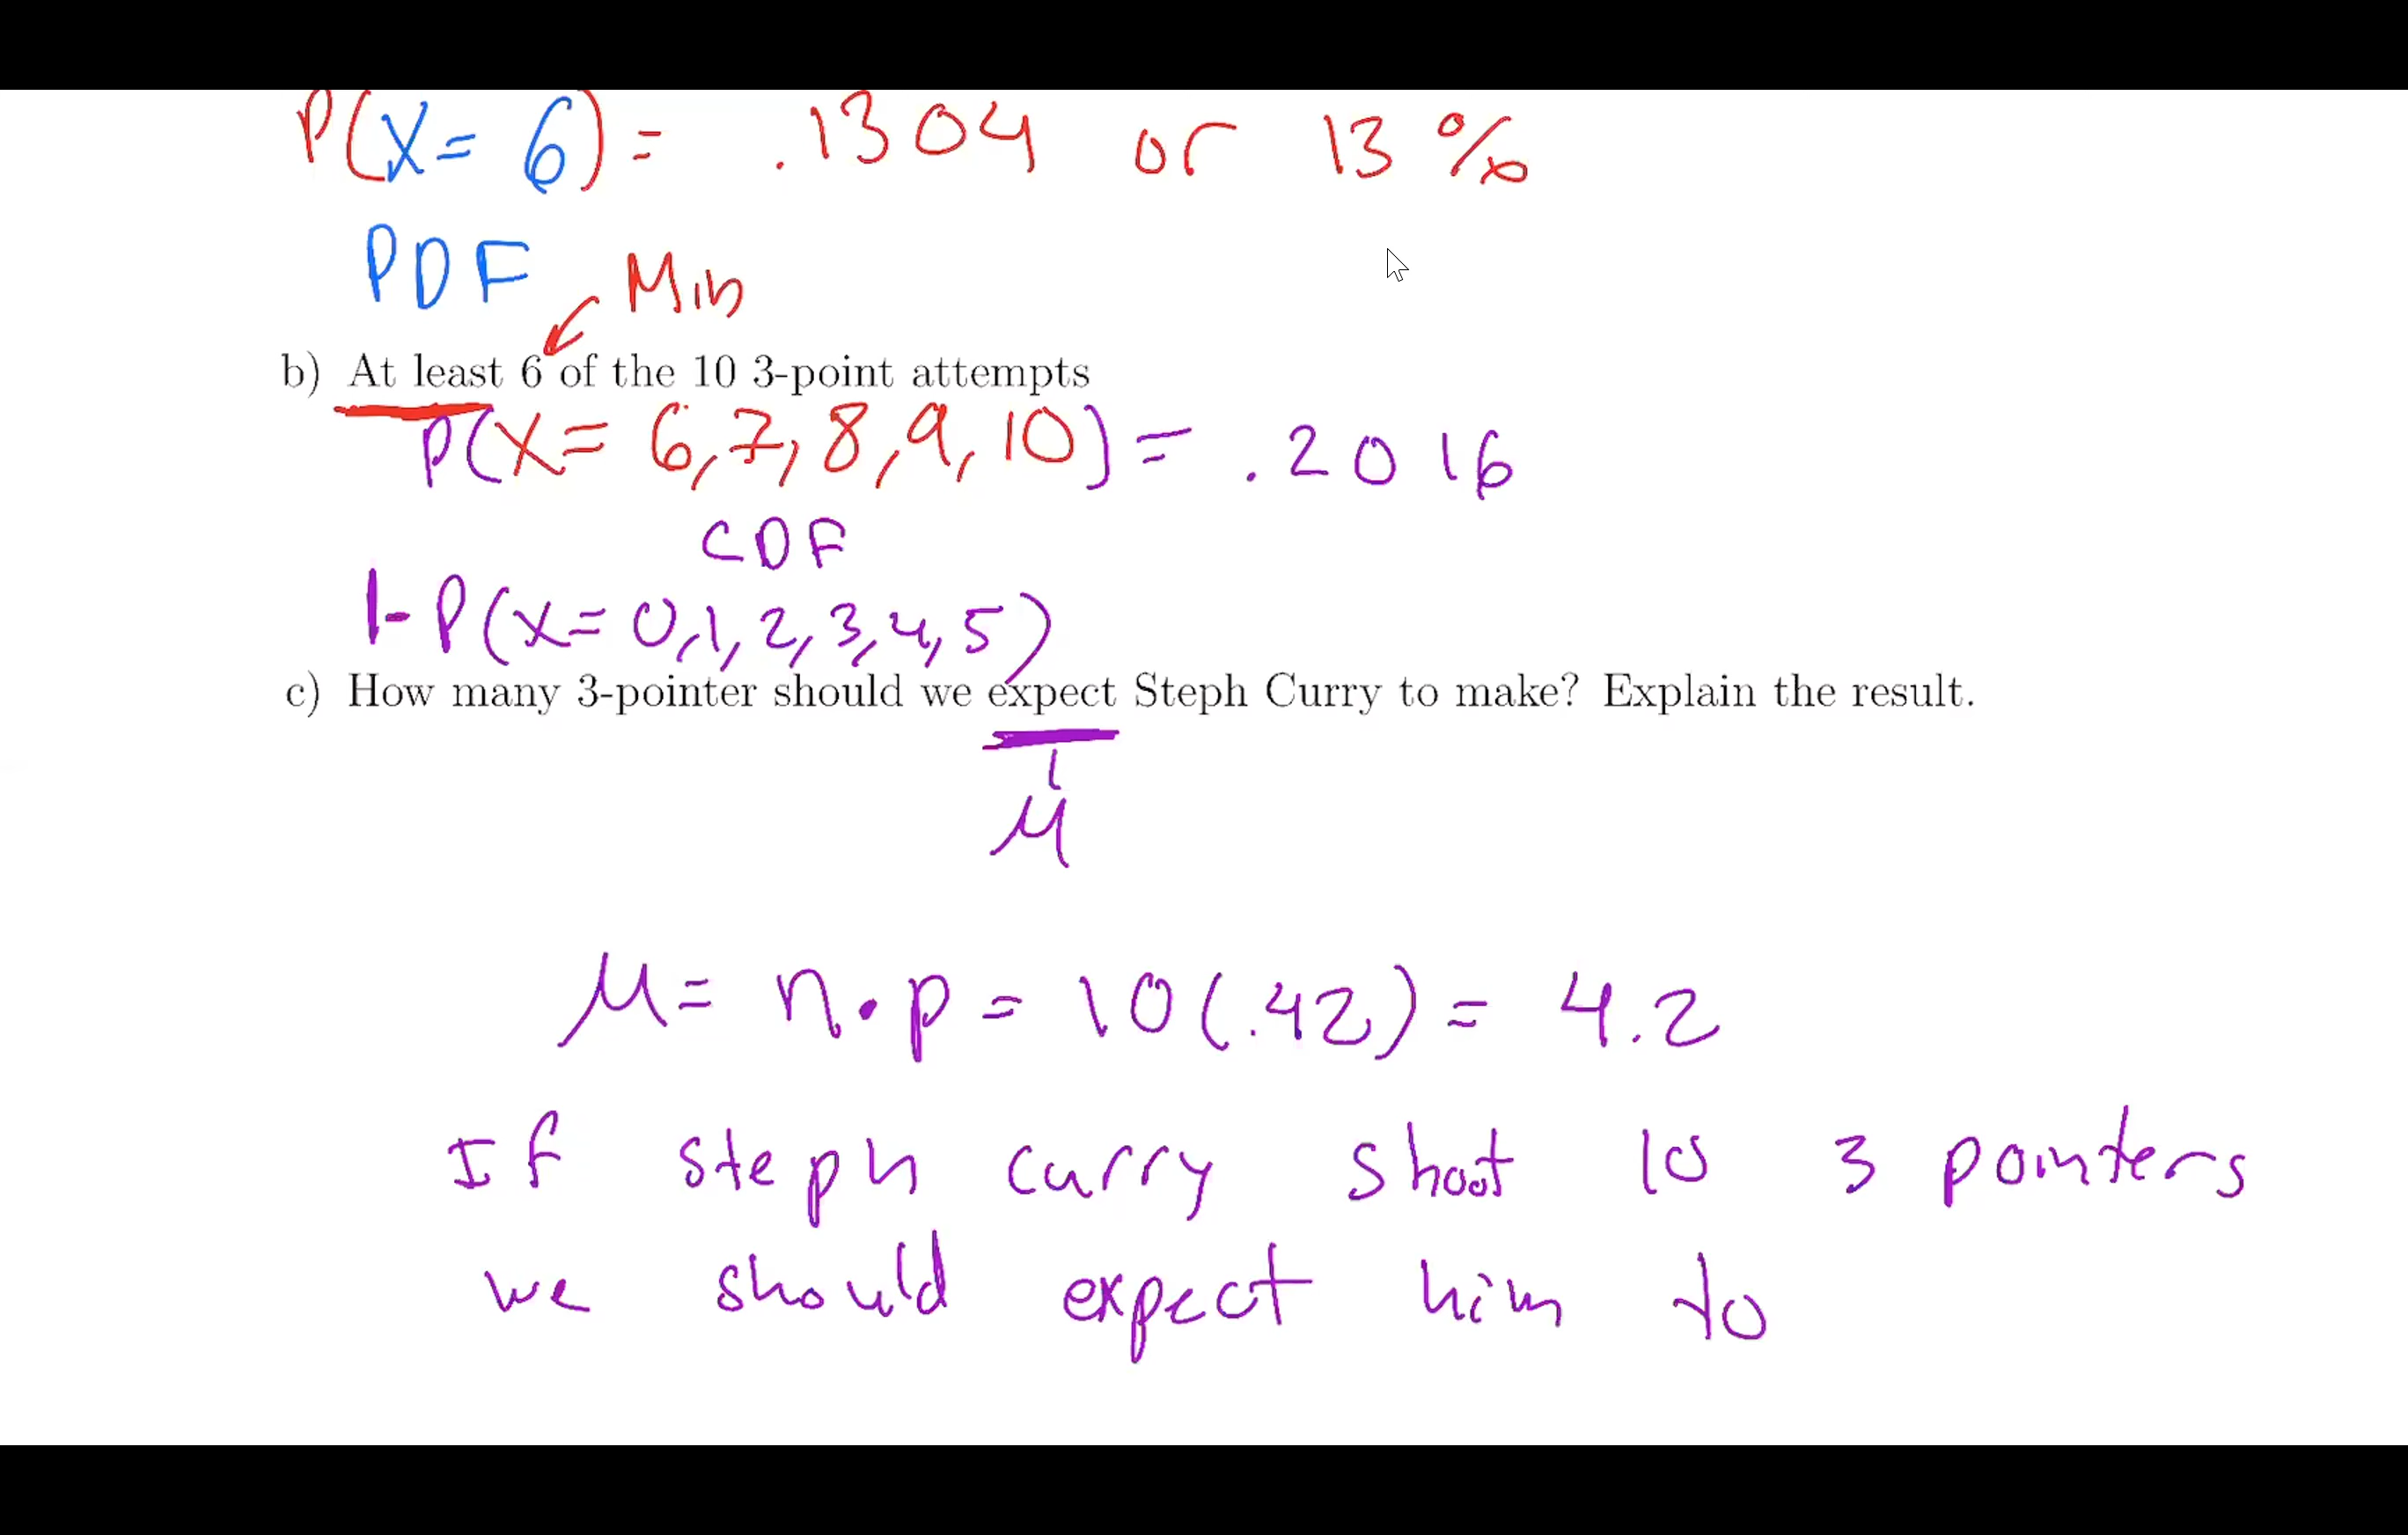 P(X= 6) = .1304 or 13%
PDF Min
b) At least 6 of the 10 3-point attempts
P(X= 6,7,8,9,10) = .2016
CDF
1-P(x=0,1,2,3,4,5)
c) How many 3-pointer should we expect Steph Curry to make? Explain the result.
μ
μ= n•p = 10(.42) = 4.2
If steph curry shoot 10 3 pointers
we should expect him to